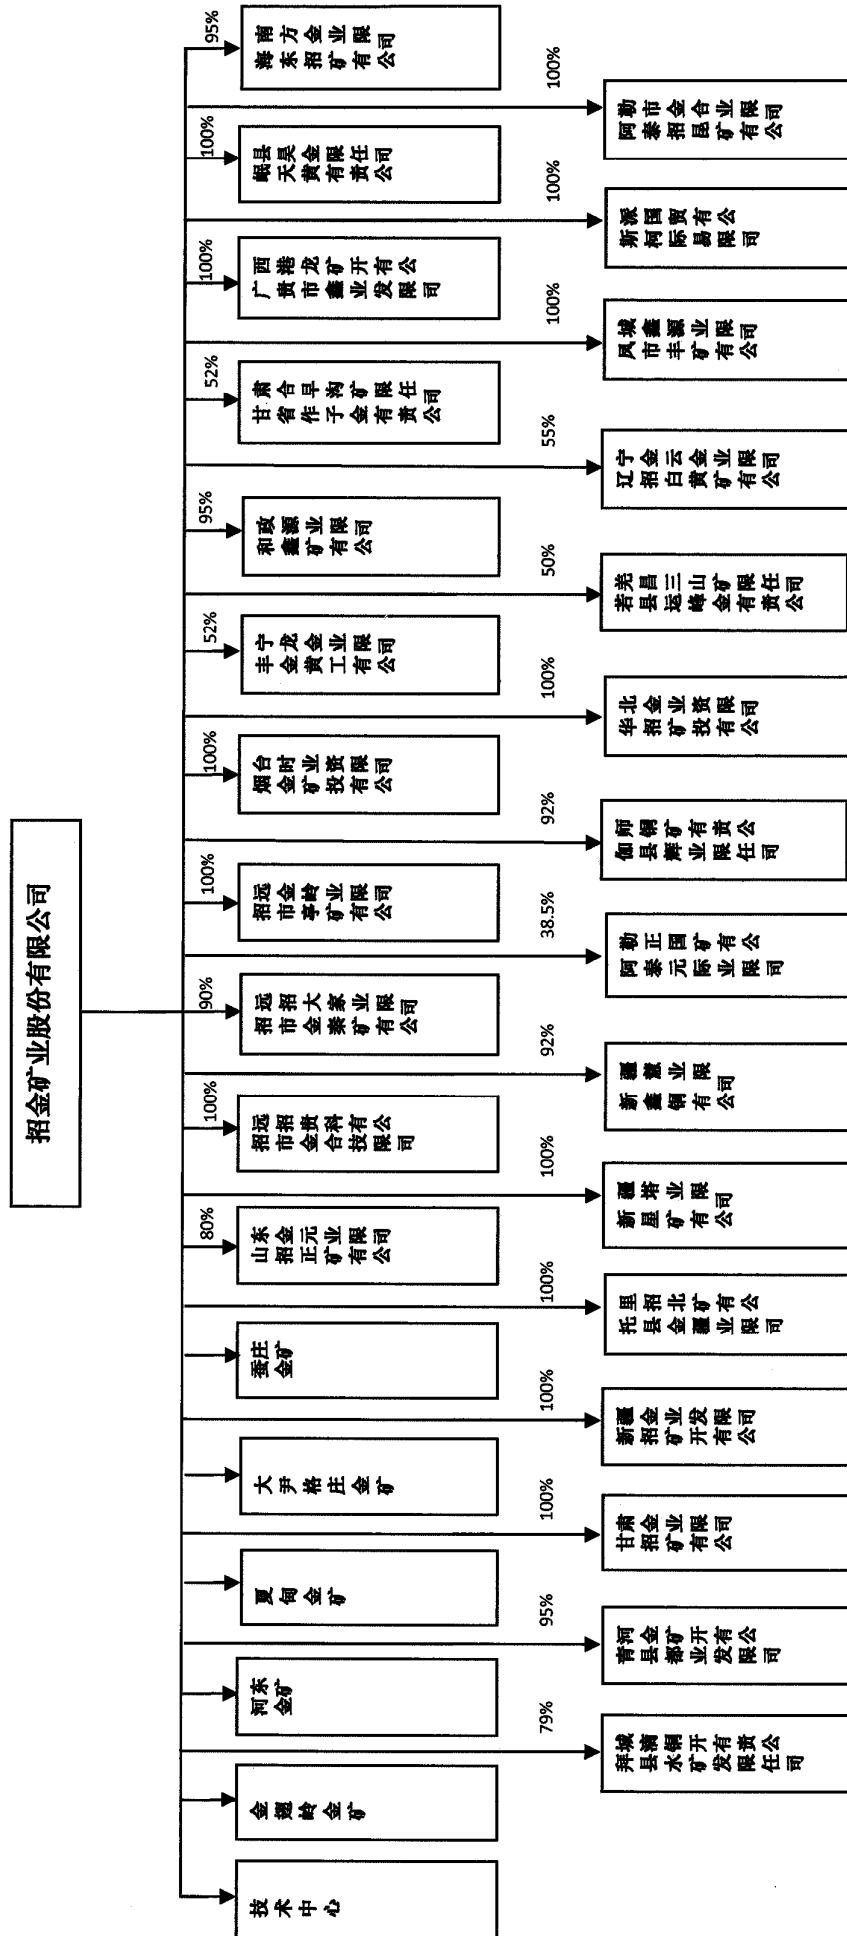 招金矿业股份有限公司
技
术
中
心
金
翅
岭
金
矿
河东
金矿
夏
甸
金
矿
大
尹
格
庄
金
矿
蚕庄
金矿
80%
山东
招金
正元
矿业
有限
公司
100%
招远
市招
金贵
合科
技有
限公
司
90%
招远
市招
金大
秦家
矿业
有限
公司
100%
招远
市金
亭岭
矿业
有限
公司
100%
烟台
金时
矿业
投资
有限
公司
52%
丰宁
金龙
黄金
工业
有限
公司
95%
和政
鑫源
矿业
有限
公司
52%
甘肃
省合
作早
子沟
金矿
有限
责任
公司
100%
广西
贵港
市龙
鑫矿
业开
发有
限公
司
100%
岷县
天昊
黄金
有限
责任
公司
95%
海南
东方
招金
矿业
有限
公司
79%
拜城
县滴
水铜
矿开
发有
限责
任公
司
95%
青河
县金
都矿
业开
发有
限公
司
100%
甘肃
招金
矿业
有限
公司
100%
新疆
招金
矿业
开发
有限
公司
100%
托里
县招
金北
疆矿
业有
限公
司
100%
新疆
星塔
矿业
有限
公司
92%
新疆
鑫慧
铜业
有限
公司
38.5%
阿勒
泰正
元国
际矿
业有
限公
司
92%
伽师
县铜
辉矿
业有
限责
任公
司
100%
华北
招金
矿业
投资
有限
公司
50%
若羌
县昌
运三
峰山
金矿
有限
责任
公司
55%
辽宁
招金
白云
黄金
矿业
有限
公司
100%
凤城
市鑫
丰源
矿业
有限
公司
100%
斯派
柯国
际贸
易有
限公
司
100%
阿勒
泰市
招金
昆合
矿业
有限
公司